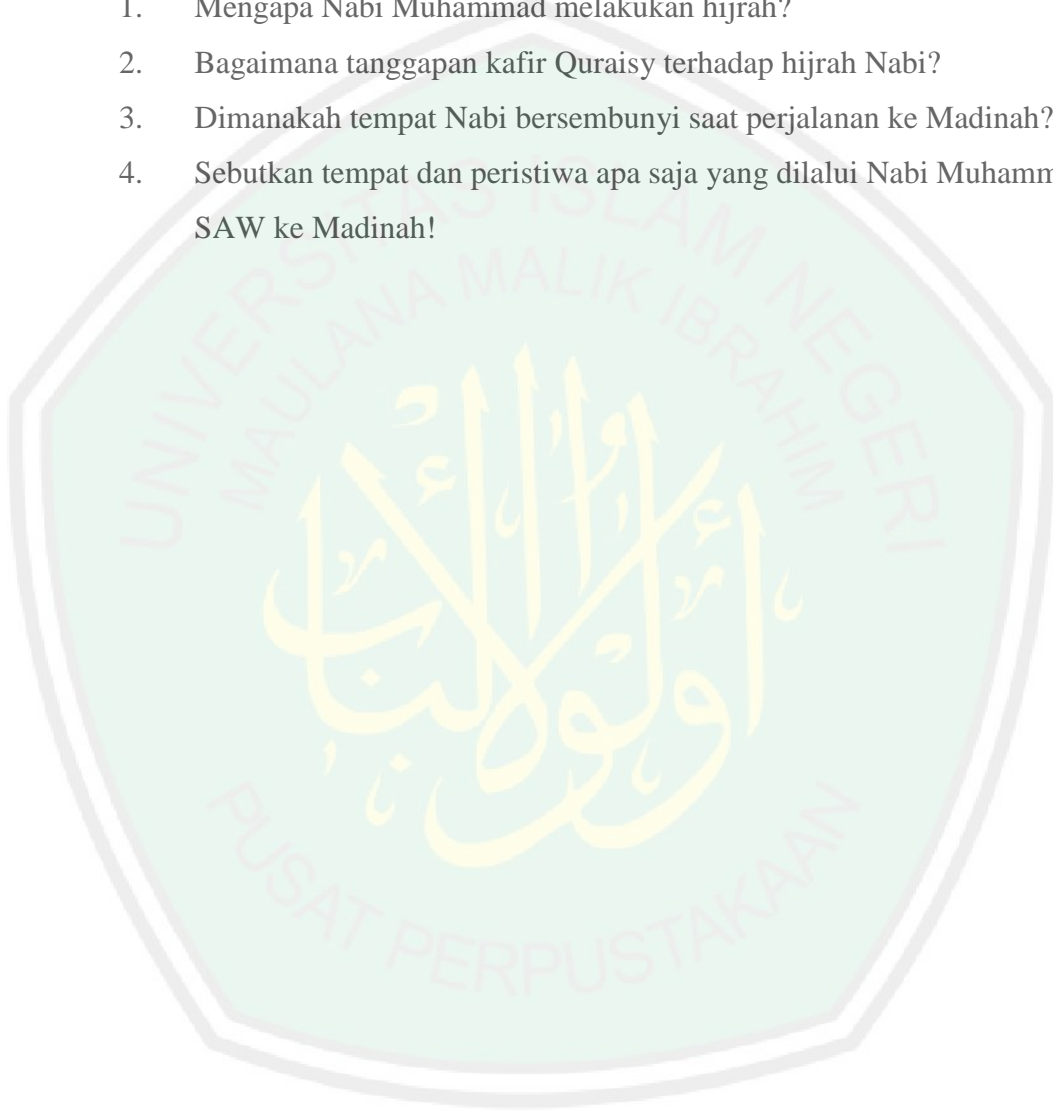 1. Mengapa Nabi Muhammad melakukan hijrah?
2. Bagaimana tanggapan kafir Quraisy terhadap hijrah Nabi?
3. Dimanakah tempat Nabi bersembunyi saat perjalanan ke Madinah?
4. Sebutkan tempat dan peristiwa apa saja yang dilalui Nabi
SAW ke Madinah!
UNIVERSITAS ISLAM NEGERI
MAULANA MALIK IBRAHIM
PUSAT PERPUSTAKAAN